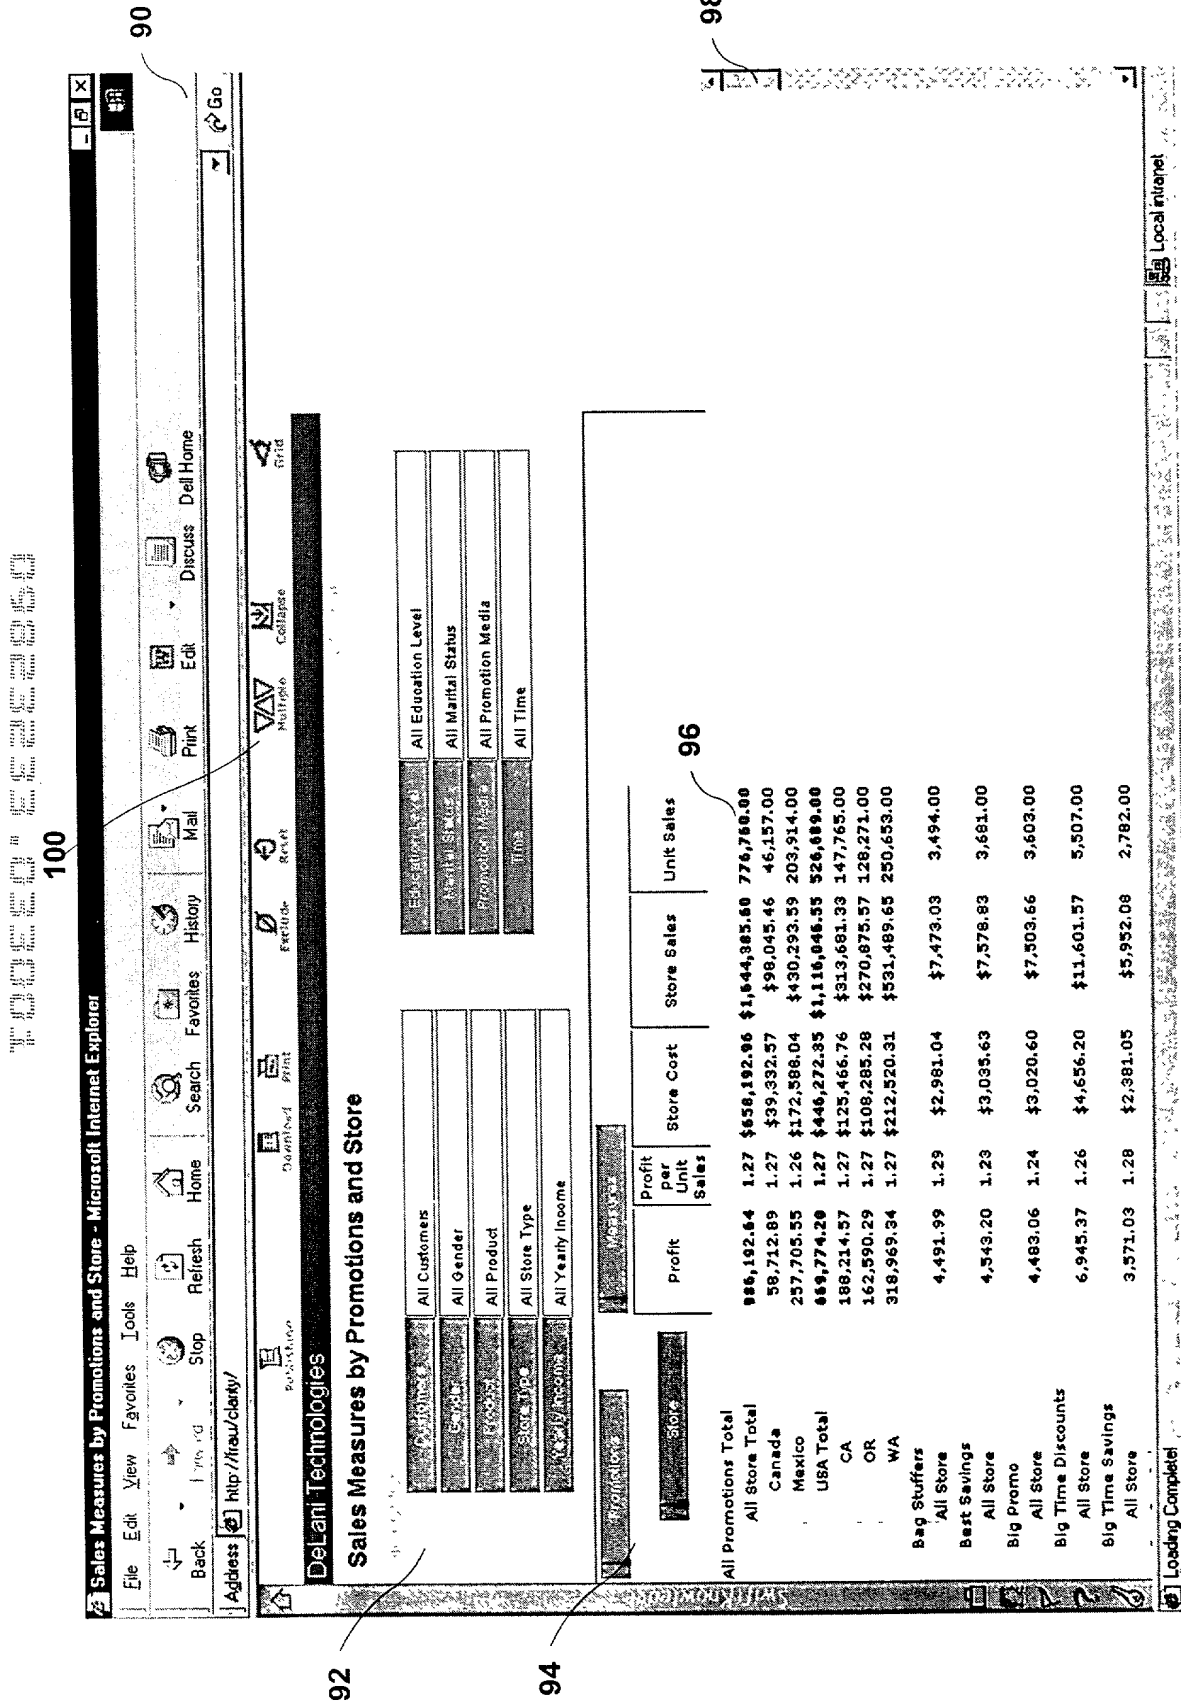 100
90
Sales Measures by Promotions and Store - Microsoft Internet Explorer
File Edit View Favorites Tools Help
Back Stop Refresh Home Search Favorites History Mail Print Edit Discuss Dell Home
Address http://frau/clarity/ Go
Download Print Exclude Reset Multiple Collapse Grid
DeLani Technologies
Sales Measures by Promotions and Store
92
Customers All Customers
Gender All Gender
Product All Product
Store Type All Store Type
Yearly Income All Yearly Income
Education Level All Education Level
Marital Status All Marital Status
Promotion Media All Promotion Media
Time All Time
94
Promotions Measures
Store
Profit Profit per Unit Sales Store Cost Store Sales Unit Sales
96
98
All Promotions Total
All Store Total 986,192.64 1.27 $658,192.96 $1,644,385.60 776,760.00
Canada 58,712.89 1.27 $39,332.57 $98,045.46 46,157.00
Mexico 257,705.55 1.26 $172,588.04 $430,293.59 203,914.00
USA Total 669,774.20 1.27 $446,272.35 $1,116,046.55 526,689.00
CA 188,214.57 1.27 $125,466.76 $313,681.33 147,765.00
OR 162,590.29 1.27 $108,285.28 $270,875.57 128,271.00
WA 318,969.34 1.27 $212,520.31 $531,489.65 250,653.00
Bag Stuffers
All Store 4,491.99 1.29 $2,981.04 $7,473.03 3,494.00
Best Savings
All Store 4,543.20 1.23 $3,035.63 $7,578.83 3,681.00
Big Promo
All Store 4,483.06 1.24 $3,020.60 $7,503.66 3,603.00
Big Time Discounts
All Store 6,945.37 1.26 $4,656.20 $11,601.57 5,507.00
Big Time Savings
All Store 3,571.03 1.28 $2,381.05 $5,952.08 2,782.00
Loading Complete! Local intranet